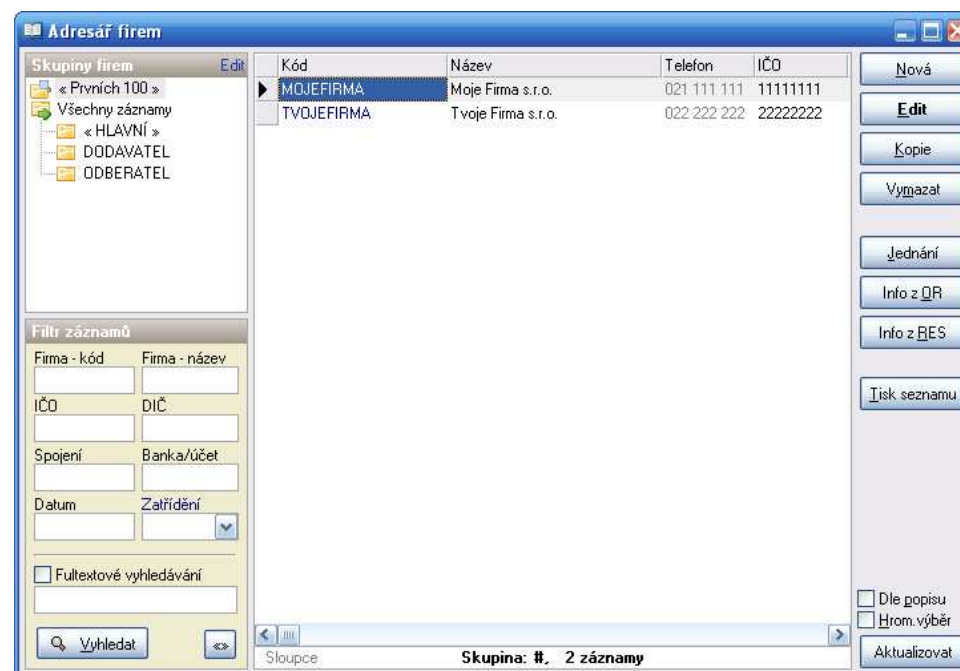 Adresář firem
Skupiny firem Edit
« Prvních 100 »
Všechny záznamy
« HLAVNÍ »
DODAVATEL
ODBERATEL
Filtr záznamů
Firma - kód Firma - název
IČO DIČ
Spojení Banka/účet
Datum Zatřídění
Fultextové vyhledávání
Vyhledat «»
Kód Název Telefon IČO
MOJEFIRMA Moje Firma s.r.o. 021 111 111 11111111
TVOJEFIRMA Tvoje Firma s.r.o. 022 222 222 22222222
Sloupce Skupina: #, 2 záznamy
Nová
Edit
Kopie
Vymazat
Jednání
Info z OR
Info z RES
Tisk seznamu
Dle popisu
Hrom. výběr
Aktualizovat